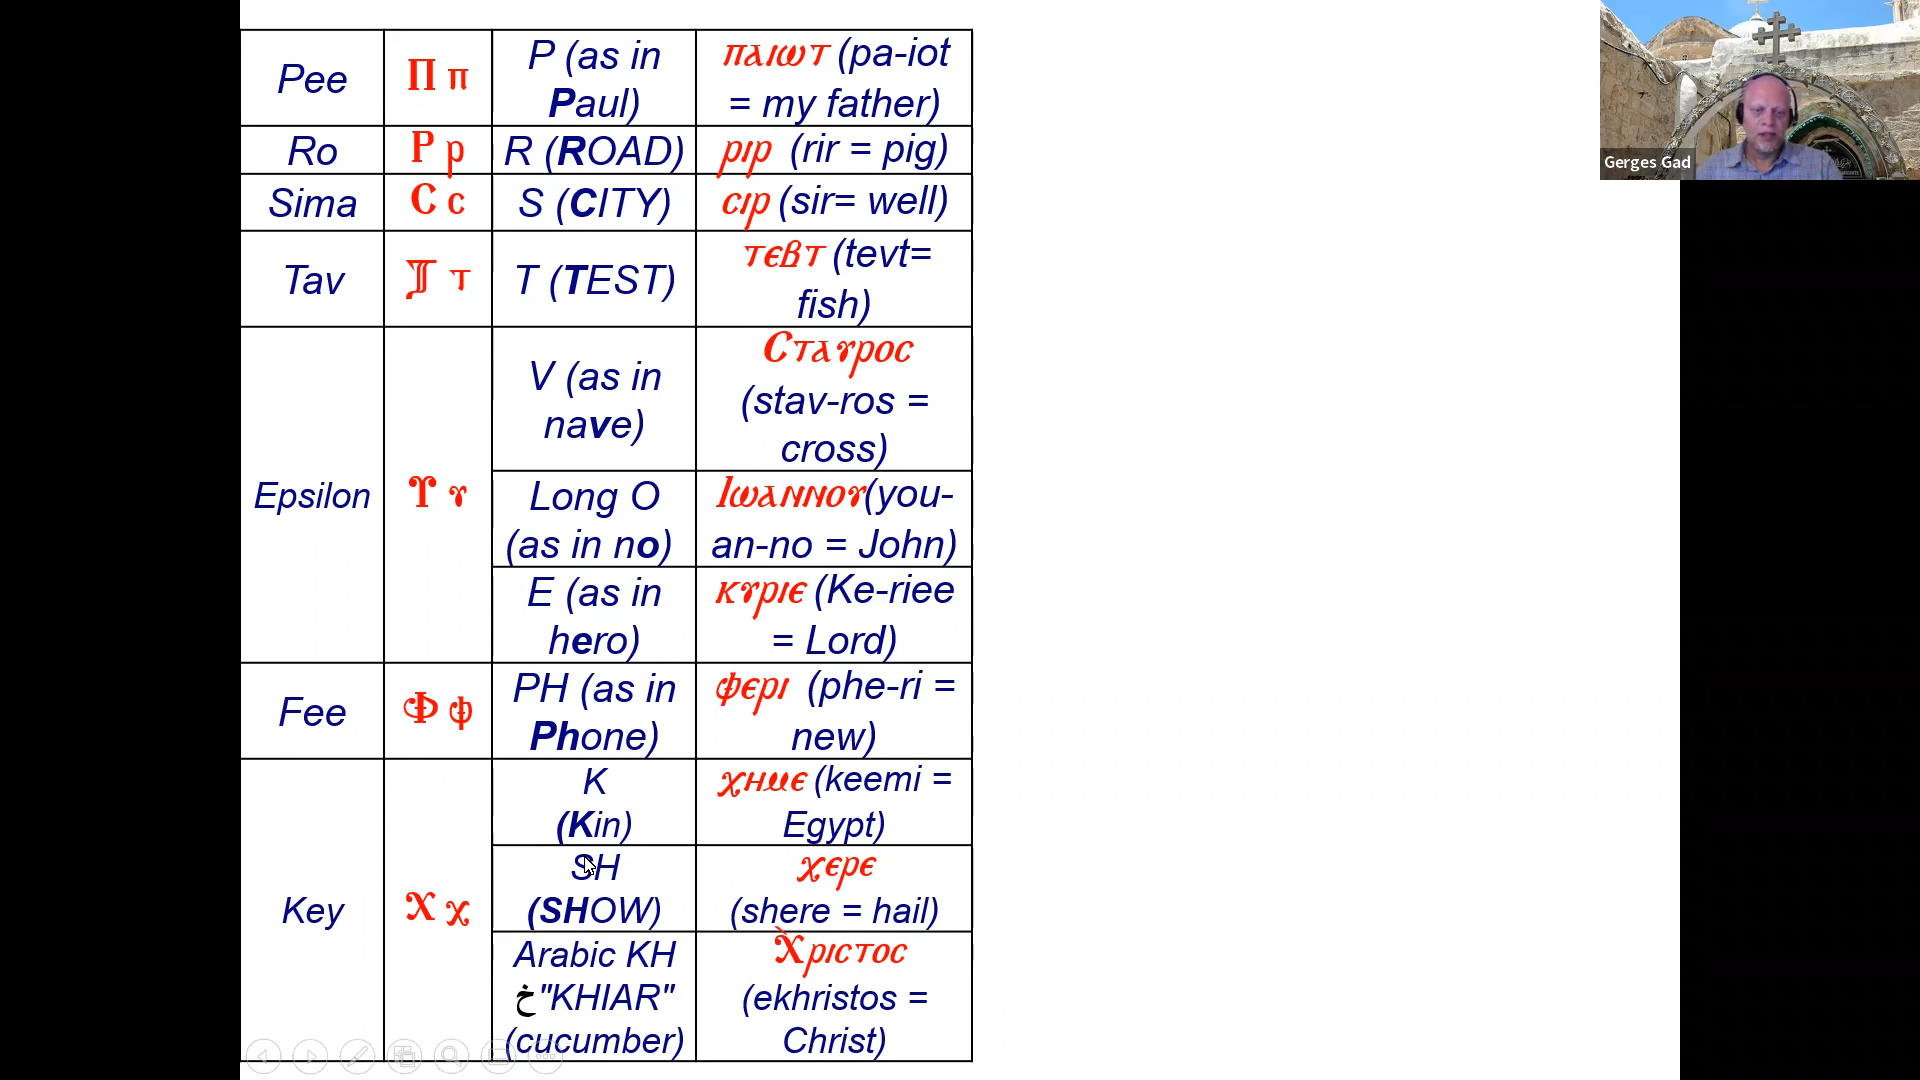 Pee
Ⲡ ⲡ
P (as in
Paul)
ⲡⲁⲓⲱⲧ (pa-iot
= my father)
Ro
Ⲣ ⲣ
R (ROAD)
ⲣⲓⲣ (rir = pig)
Sima
Ⲥ ⲥ
S (CITY)
ⲥⲓⲣ (sir= well)
Tav
Ⲧ ⲧ
T (TEST)
ⲧⲉⲃⲧ (tevt=
fish)
Epsilon
Ⲩ ⲩ
V (as in
nave)
Ⲥⲧⲁⲩⲣⲟⲥ
(stav-ros =
cross)
Long O
(as in no)
Ⲓⲱⲁⲛⲛⲟⲩ(you-
an-no = John)
E (as in
hero)
ⲕⲩⲣⲓⲉ (Ke-riee
= Lord)
Fee
Ⲫ ⲫ
PH (as in
Phone)
ⲫⲉⲣⲓ (phe-ri =
new)
Key
Ⲭ ⲭ
K
(Kin)
ⲭⲏⲙⲉ (keemi =
Egypt)
SH
(SHOW)
ⲭⲉⲣⲉ
(shere = hail)
Arabic KH
خ"KHIAR"
(cucumber)
Ⲭ̀ⲣⲓⲥⲧⲟⲥ
(ekhristos =
Christ)
Gerges Gad